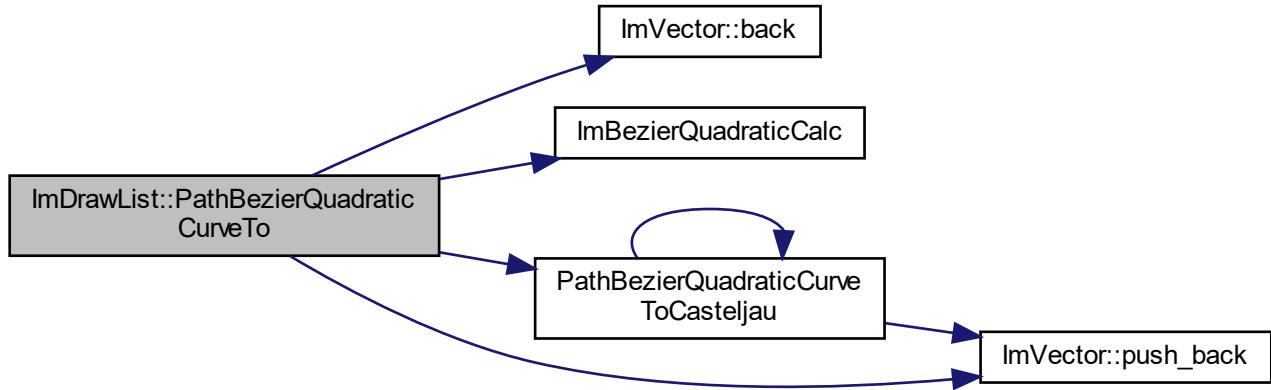 ImVector::back
ImBezierQuadraticCalc
ImDrawList::PathBezierQuadratic
CurveTo
PathBezierQuadraticCurve
ToCasteljau
ImVector::push_back